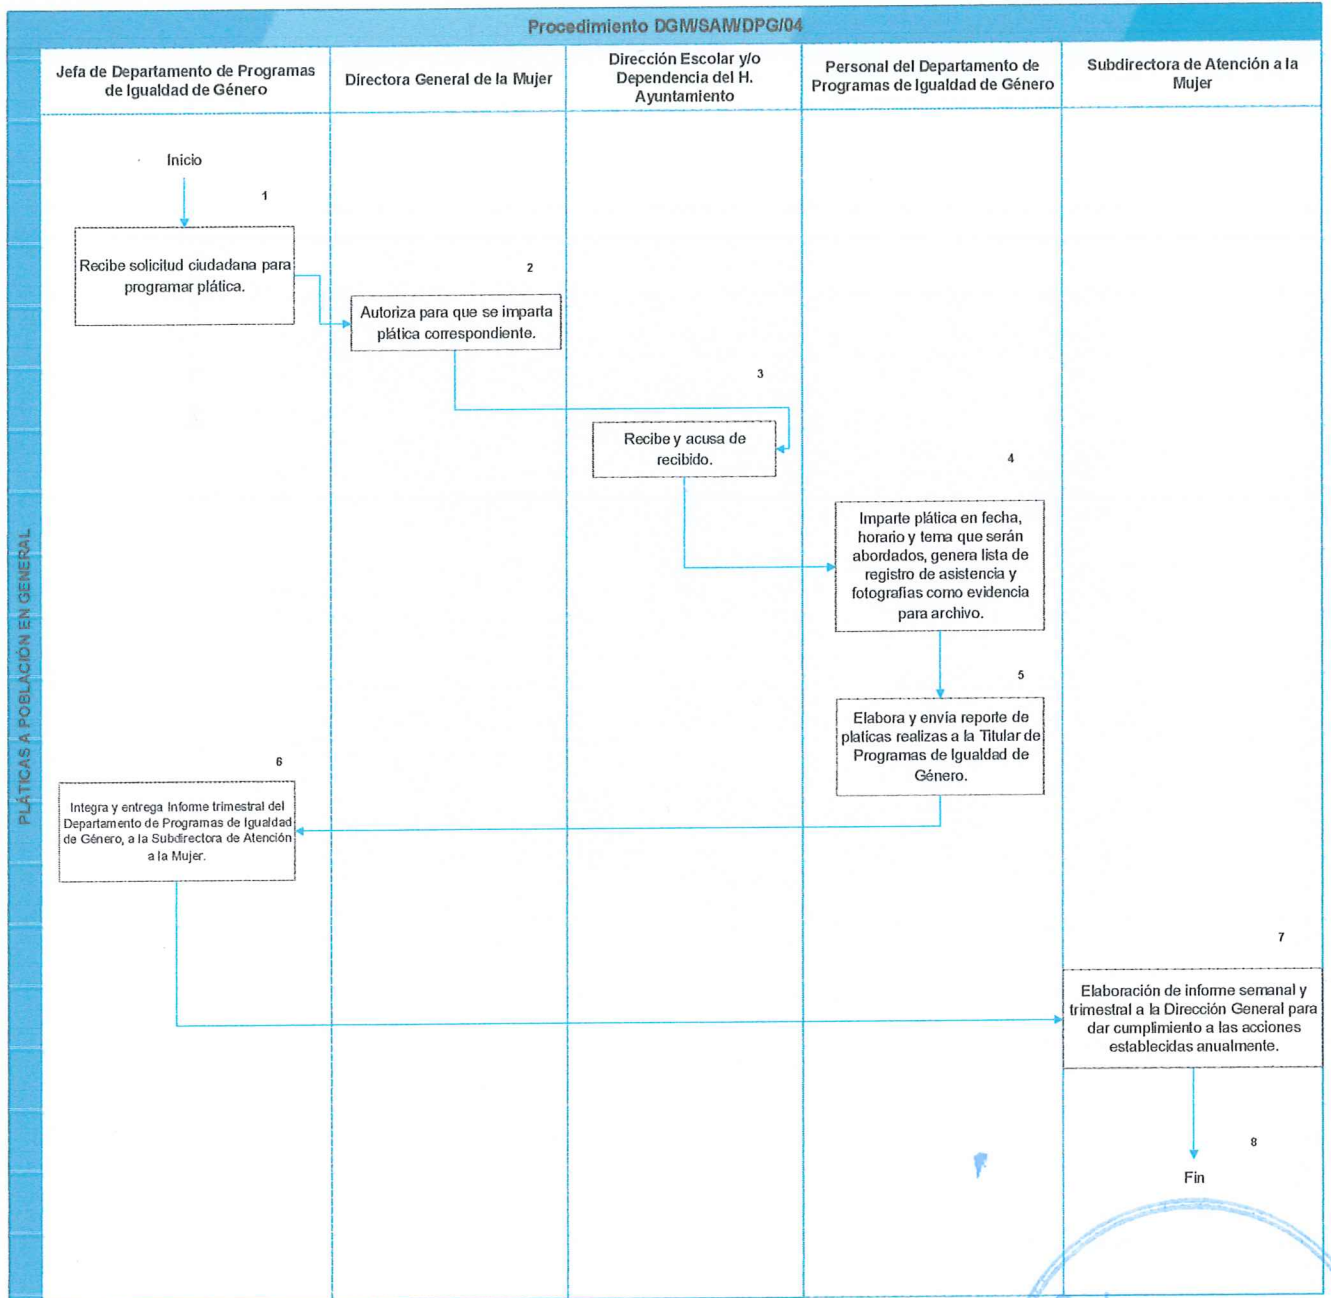 Procedimiento DGM/SAM/DPG/04
Jefa de Departamento de Programas
de Igualdad de Género
Directora General de la Mujer
Dirección Escolar y/o
Dependencia del H.
Ayuntamiento
Personal del Departamento de
Programas de Igualdad de Género
Subdirectora de Atención a la
Mujer
PLÁTICAS A POBLACIÓN EN GENERAL
Inicio
1
Recibe solicitud ciudadana para
programar plática.
2
Autoriza para que se imparta
plática correspondiente.
3
Recibe y acusa de
recibido.
4
Imparte plática en fecha,
horario y tema que serán
abordados, genera lista de
registro de asistencia y
fotografías como evidencia
para archivo.
5
Elabora y envía reporte de
platicas realizas a la Titular de
Programas de Igualdad de
Género.
6
Integra y entrega Informe trimestral del
Departamento de Programas de Igualdad
de Género, a la Subdirectora de Atención
a la Mujer.
7
Elaboración de informe semanal y
trimestral a la Dirección General para
dar cumplimiento a las acciones
establecidas anualmente.
8
Fin